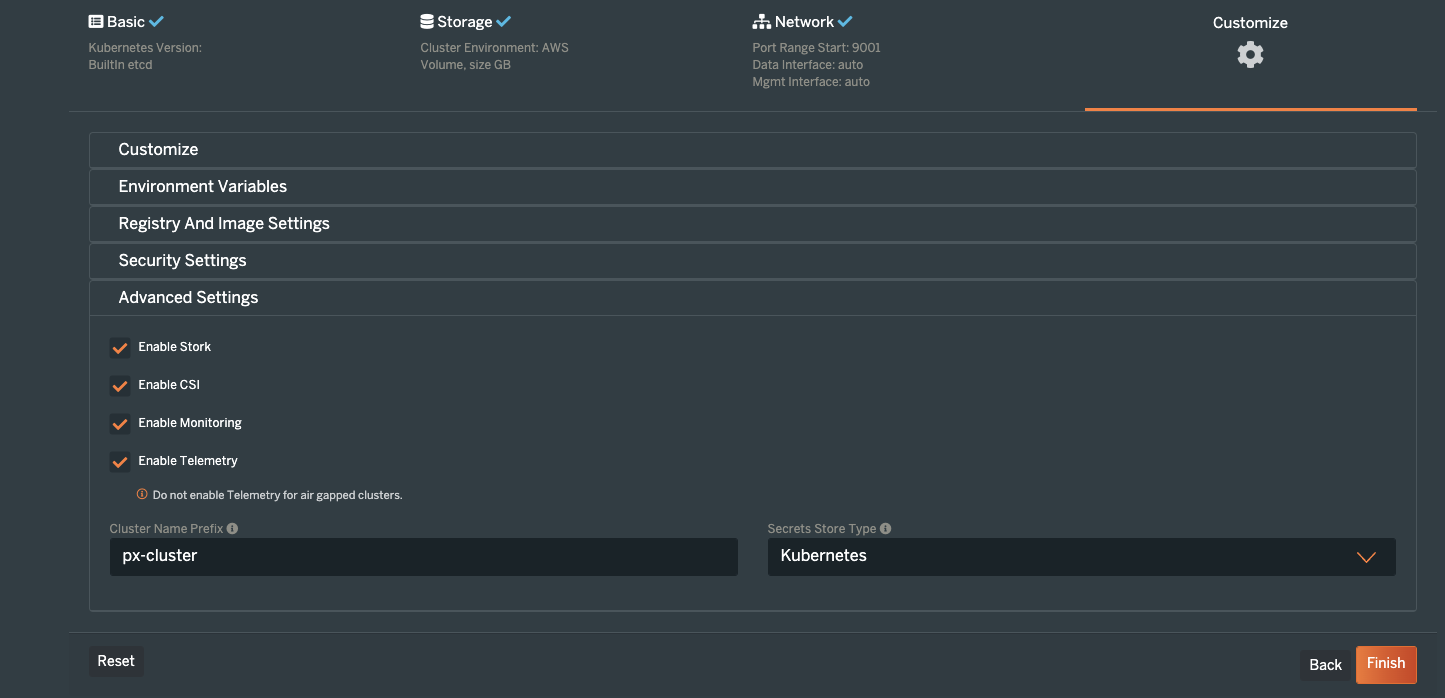 Basic
Kubernetes Version:
BuiltIn etcd
Storage
Cluster Environment: AWS
Volume, size GB
Network
Port Range Start: 9001
Data Interface: auto
Mgmt Interface: auto
Customize
Customize
Environment Variables
Registry And Image Settings
Security Settings
Advanced Settings
Enable Stork
Enable CSI
Enable Monitoring
Enable Telemetry
Do not enable Telemetry for air gapped clusters.
Cluster Name Prefix
px-cluster
Secrets Store Type
Kubernetes
Reset
Back
Finish